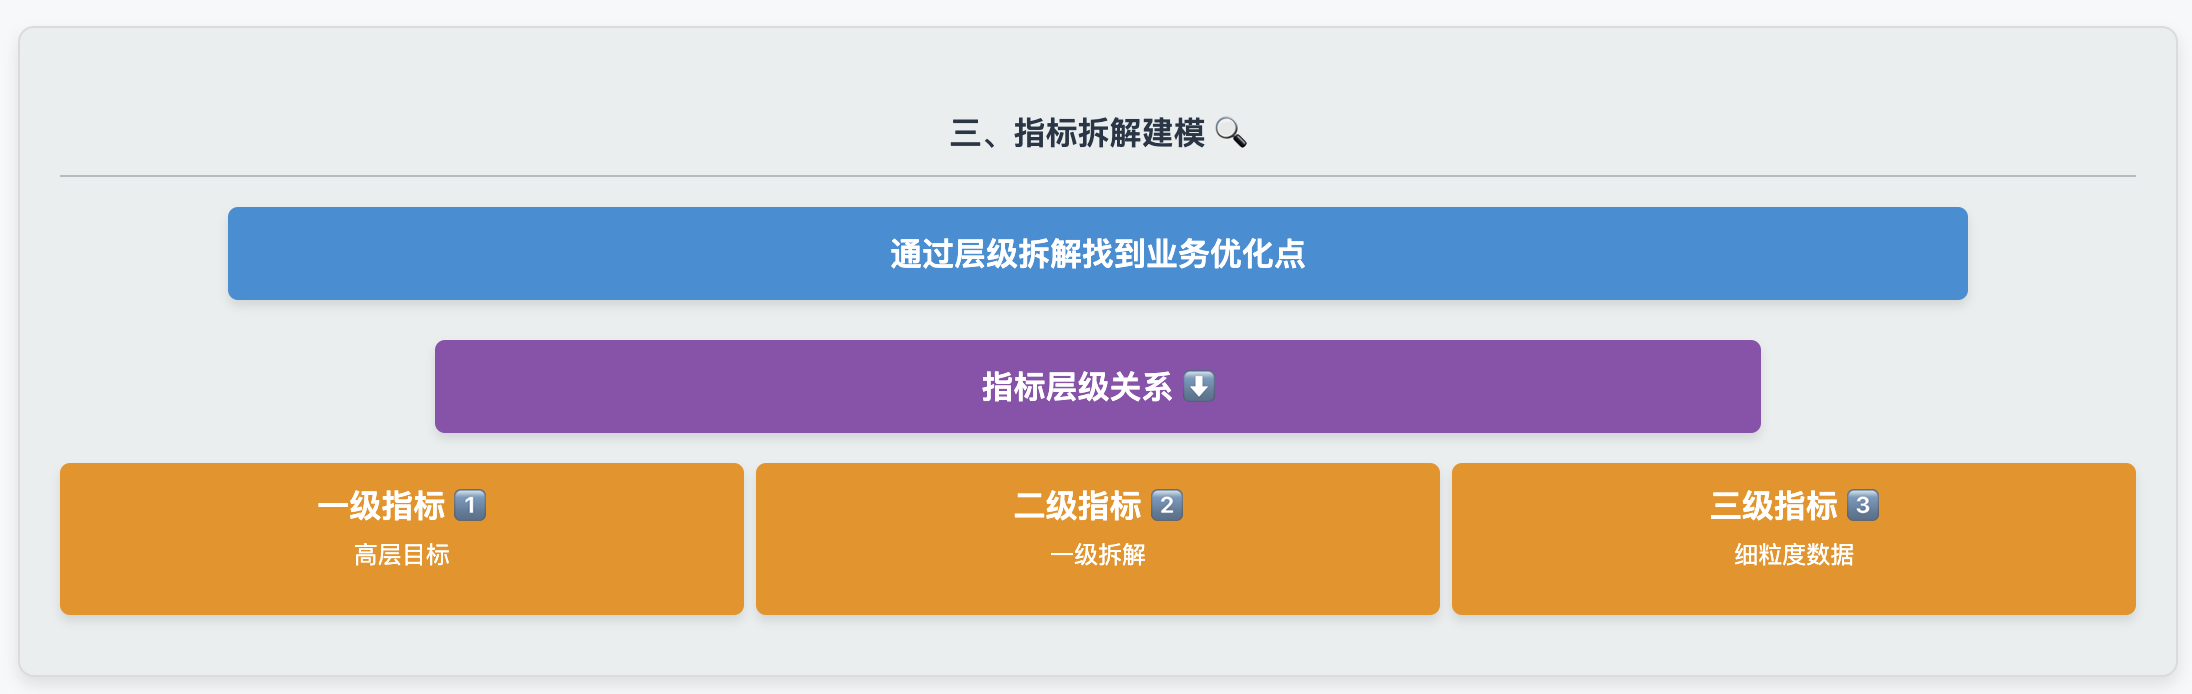 三、指标拆解建模 🔍
通过层级拆解找到业务优化点
指标层级关系 ⬇️
一级指标 1️⃣
高层目标
二级指标 2️⃣
一级拆解
三级指标 3️⃣
细粒度数据